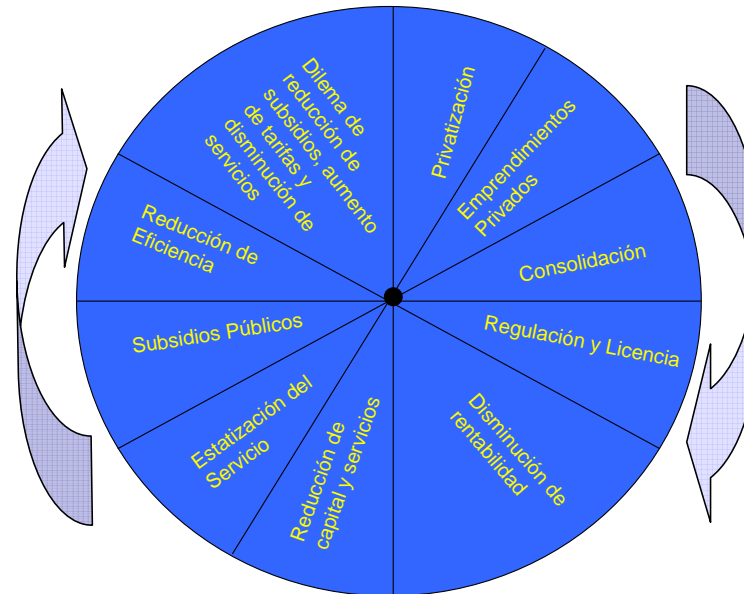 Privatización
Emprendimientos
Privados
Consolidación
Regulación y Licencia
Disminución de
rentabilidad
Reducción de
capital y servicios
Estatización del
Servicio
Subsidios Públicos
Reducción de
Eficiencia
Dilema de
reducción de
subsidios, aumento
de tarifas y
disminución de
servicios